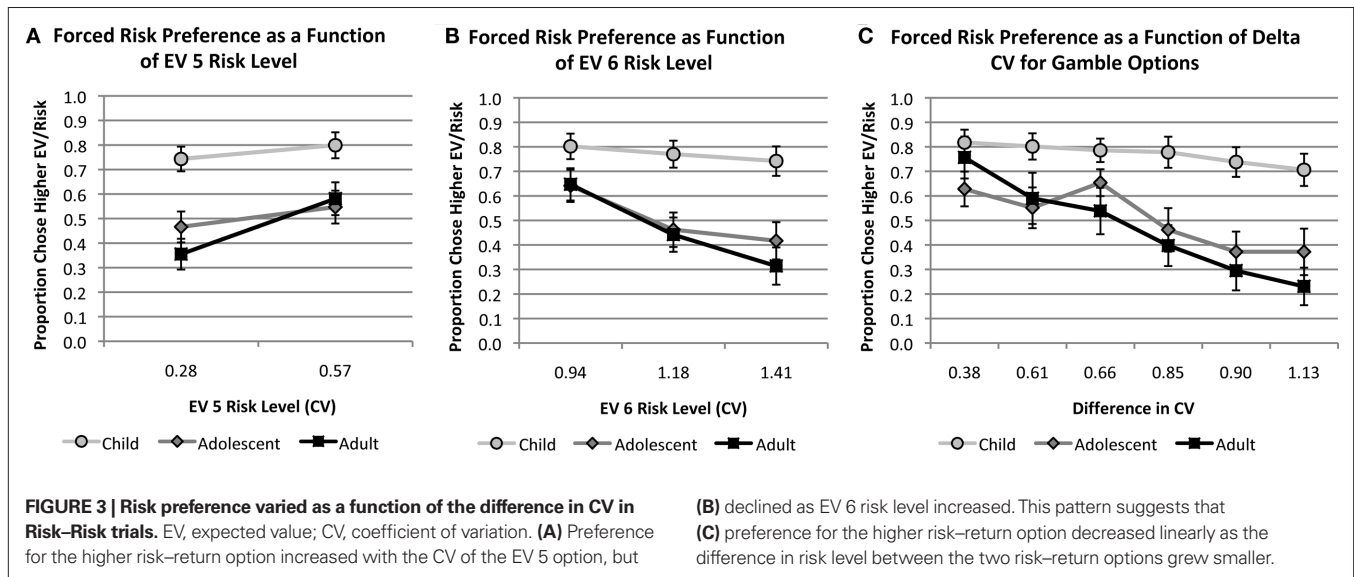 A Forced Risk Preference as a Function
of EV 5 Risk Level
Proportion Chose Higher EV/Risk
1.0
0.9
0.8
0.7
0.6
0.5
0.4
0.3
0.2
0.1
0.0
0.28 0.57
EV 5 Risk Level (CV)
Child Adolescent Adult
B Forced Risk Preference as Function
of EV 6 Risk Level
Proportion Chose Higher EV/Risk
1.0
0.9
0.8
0.7
0.6
0.5
0.4
0.3
0.2
0.1
0.0
0.94 1.18 1.41
EV 6 Risk Level (CV)
Child Adolescent Adult
C Forced Risk Preference as a Function of Delta
CV for Gamble Options
Proportion Chose Higher EV/Risk
1.0
0.9
0.8
0.7
0.6
0.5
0.4
0.3
0.2
0.1
0.0
0.38 0.61 0.66 0.85 0.90 1.13
Difference in CV
Child Adolescent Adult
FIGURE 3 | Risk preference varied as a function of the difference in CV in
Risk–Risk trials. EV, expected value; CV, coefficient of variation. (A) Preference
for the higher risk–return option increased with the CV of the EV 5 option, but
(B) declined as EV 6 risk level increased. This pattern suggests that
(C) preference for the higher risk–return option decreased linearly as the
difference in risk level between the two risk–return options grew smaller.